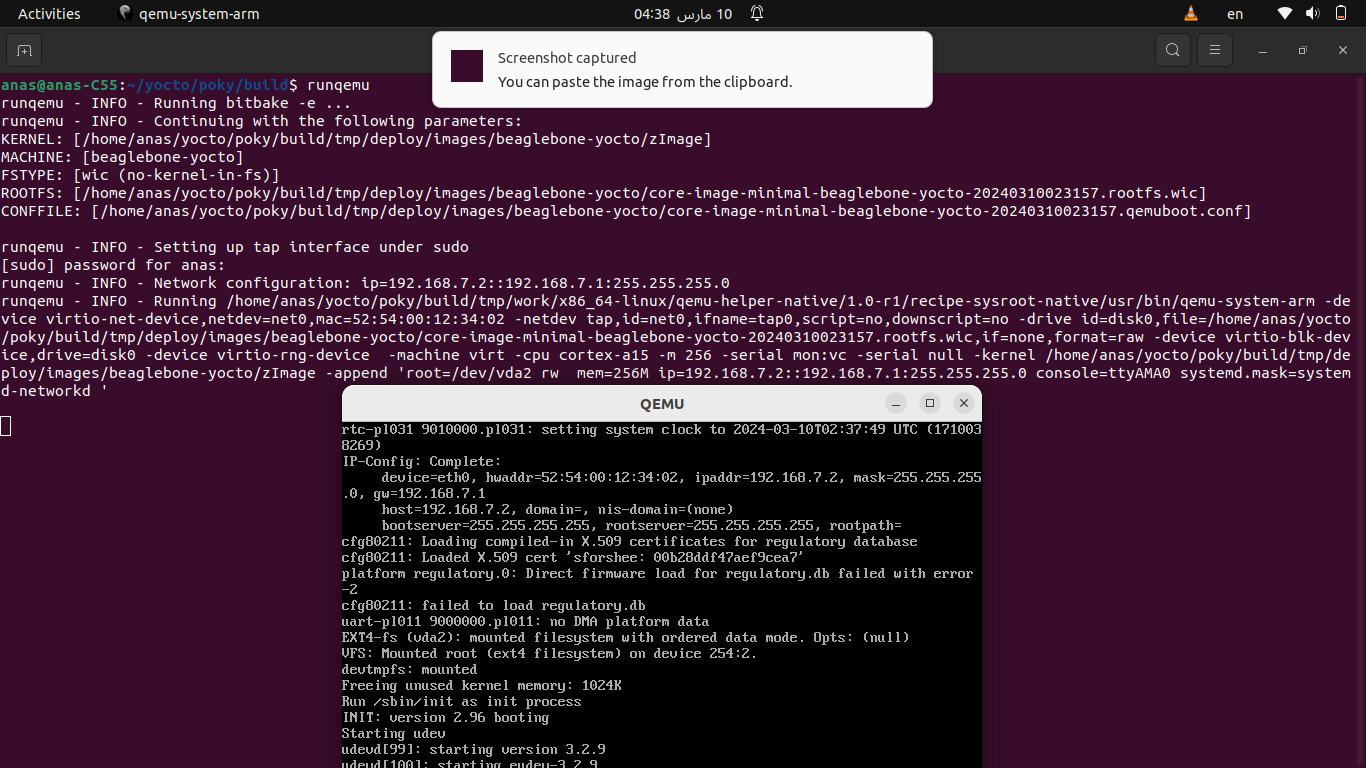 Activities
qemu-system-arm
04:38 10 مارس
en
Screenshot captured
You can paste the image from the clipboard.
anas@anas-C55:~/yocto/poky/build$ runqemu
runqemu - INFO - Running bitbake -e ...
runqemu - INFO - Continuing with the following parameters:
KERNEL: [/home/anas/yocto/poky/build/tmp/deploy/images/beaglebone-yocto/zImage]
MACHINE: [beaglebone-yocto]
FSTYPE: [wic (no-kernel-in-fs)]
ROOTFS: [/home/anas/yocto/poky/build/tmp/deploy/images/beaglebone-yocto/core-image-minimal-beaglebone-yocto-20240310023157.rootfs.wic]
CONFFILE: [/home/anas/yocto/poky/build/tmp/deploy/images/beaglebone-yocto/core-image-minimal-beaglebone-yocto-20240310023157.qemuboot.conf]
runqemu - INFO - Setting up tap interface under sudo
[sudo] password for anas:
runqemu - INFO - Network configuration: ip=192.168.7.2::192.168.7.1:255.255.255.0
runqemu - INFO - Running /home/anas/yocto/poky/build/tmp/work/x86_64-linux/qemu-helper-native/1.0-r1/recipe-sysroot-native/usr/bin/qemu-system-arm -de
vice virtio-net-device,netdev=net0,mac=52:54:00:12:34:02 -netdev tap,id=net0,ifname=tap0,script=no,downscript=no -drive id=disk0,file=/home/anas/yocto
/poky/build/tmp/deploy/images/beaglebone-yocto/core-image-minimal-beaglebone-yocto-20240310023157.rootfs.wic,if=none,format=raw -device virtio-blk-dev
ice,drive=disk0 -device virtio-rng-device  -machine virt -cpu cortex-a15 -m 256 -serial mon:vc -serial null -kernel /home/anas/yocto/poky/build/tmp/de
ploy/images/beaglebone-yocto/zImage -append 'root=/dev/vda2 rw  mem=256M ip=192.168.7.2::192.168.7.1:255.255.255.0 console=ttyAMA0 systemd.mask=system
d-networkd '
QEMU
rtc-pl031 9010000.pl031: setting system clock to 2024-03-10T02:37:49 UTC (171003
8269)
IP-Config: Complete:
device=eth0, hwaddr=52:54:00:12:34:02, ipaddr=192.168.7.2, mask=255.255.255
.0, gw=192.168.7.1
host=192.168.7.2, domain=, nis-domain=(none)
bootserver=255.255.255.255, rootserver=255.255.255.255, rootpath=
cfg80211: Loading compiled-in X.509 certificates for regulatory database
cfg80211: Loaded X.509 cert 'sforshee: 00b28ddf47aef9cea7'
platform regulatory.0: Direct firmware load for regulatory.db failed with error
-2
cfg80211: failed to load regulatory.db
uart-pl011 9000000.pl011: no DMA platform data
EXT4-fs (vda2): mounted filesystem with ordered data mode. Opts: (null)
VFS: Mounted root (ext4 filesystem) on device 254:2.
devtmpfs: mounted
Freeing unused kernel memory: 1024K
Run /sbin/init as init process
INIT: version 2.96 booting
Starting udev
udevd[99]: starting version 3.2.9
udevd[100]: starting eudev-3.2.9